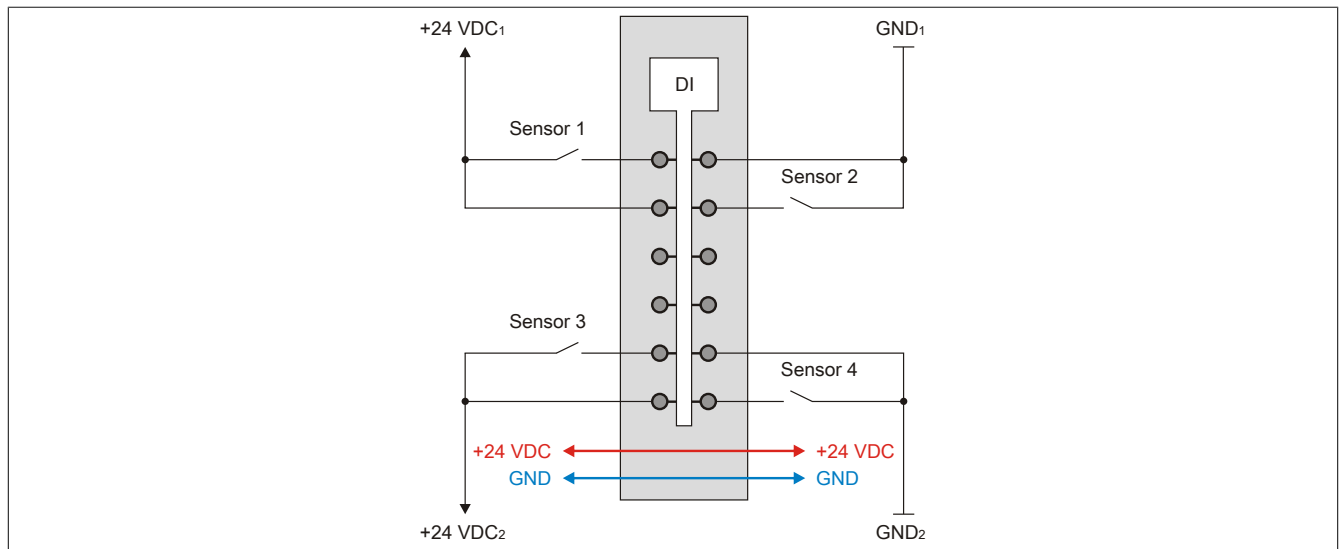 +24 VDC1
GND1
DI
Sensor 1
Sensor 2
Sensor 3
Sensor 4
+24 VDC
+24 VDC
GND
GND
+24 VDC2
GND2